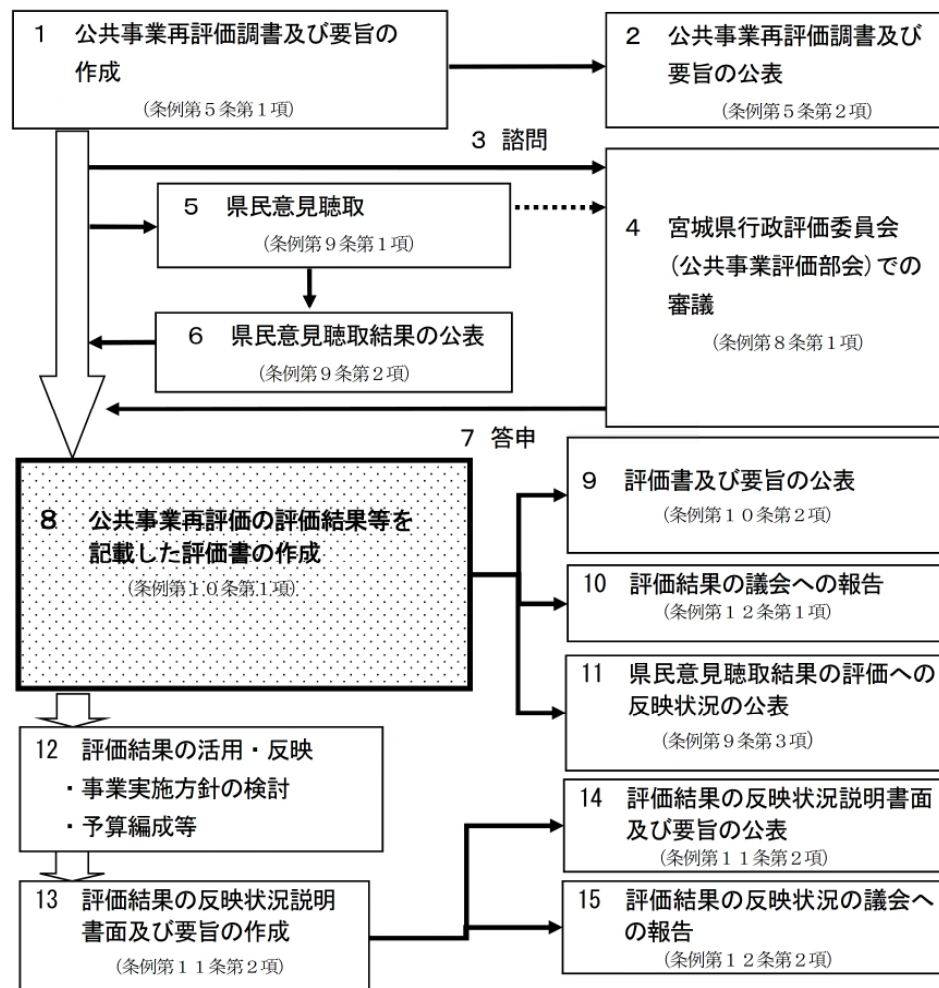 1 公共事業再評価調書及び要旨の
作成
(条例第5条第1項)
2 公共事業再評価調書及び
要旨の公表
(条例第5条第2項)
3 諮問
4 宮城県行政評価委員会
(公共事業評価部会)での
審議
(条例第8条第1項)
5 県民意見聴取
(条例第9条第1項)
6 県民意見聴取結果の公表
(条例第9条第2項)
7 答申
8 公共事業再評価の評価結果等を
記載した評価書の作成
(条例第10条第1項)
9 評価書及び要旨の公表
(条例第10条第2項)
10 評価結果の議会への報告
(条例第12条第1項)
11 県民意見聴取結果の評価への
反映状況の公表
(条例第9条第3項)
12 評価結果の活用・反映
・事業実施方針の検討
・予算編成等
13 評価結果の反映状況説明
書面及び要旨の作成
(条例第11条第2項)
14 評価結果の反映状況説明書面
及び要旨の公表
(条例第11条第2項)
15 評価結果の反映状況の議会へ
の報告
(条例第12条第2項)